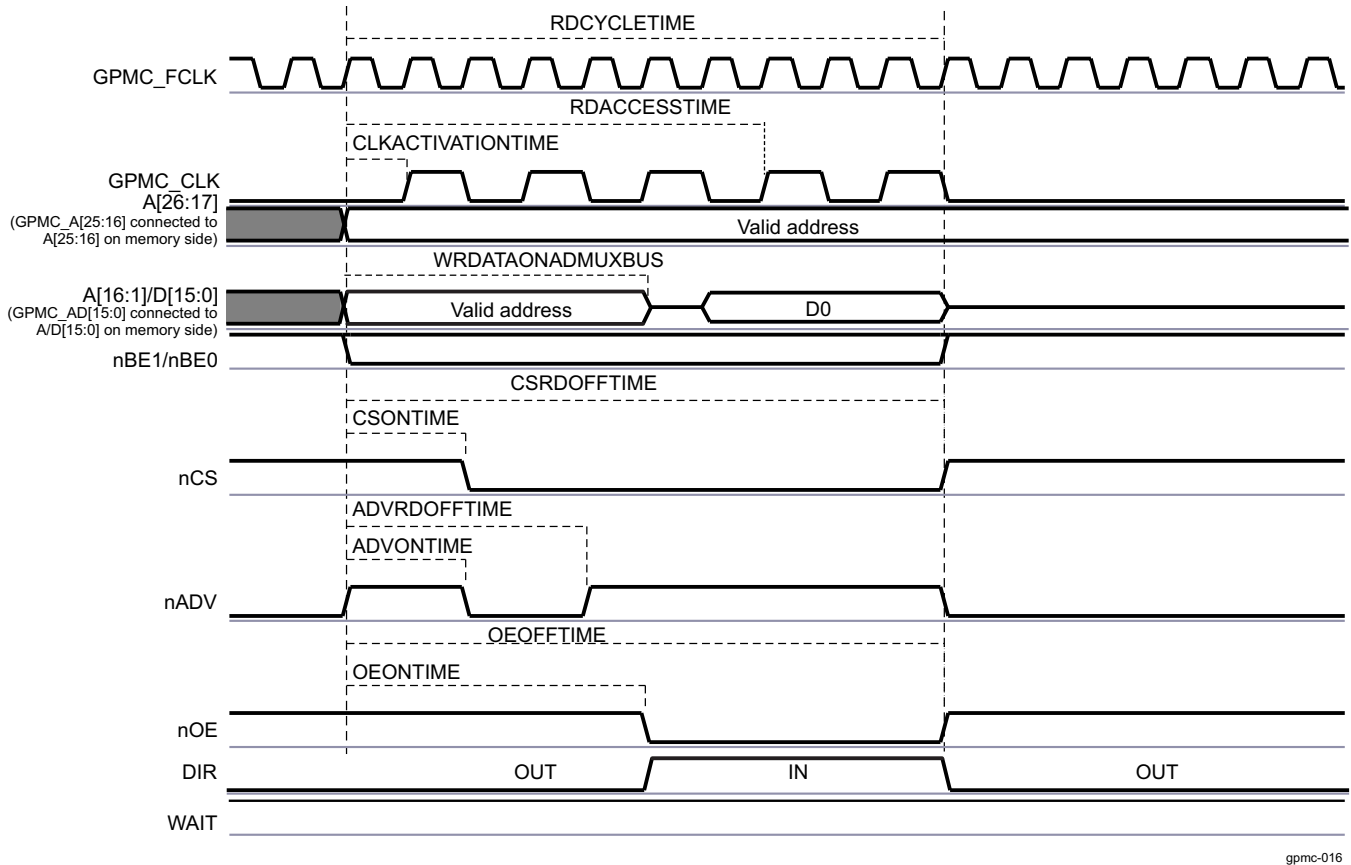 RDCYCLETIME
GPMC_FCLK
RDACCESSTIME
CLKACTIVATIONTIME
GPMC_CLK
A[26:17]
(GPMC_A[25:16] connected to
A[25:16] on memory side)
Valid address
WRDATAONADMUXBUS
A[16:1]/D[15:0]
(GPMC_AD[15:0] connected to
A/D[15:0] on memory side)
Valid address
D0
nBE1/nBE0
CSRDOFFTIME
CSONTIME
nCS
ADVRDOFFTIME
ADVONTIME
nADV
OEOFFTIME
OEONTIME
nOE
DIR
OUT
IN
OUT
WAIT
gpmc-016